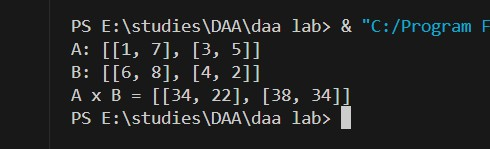 PS E:\studies\DAA\daa lab> & "C:/Program F
A: [[1, 7], [3, 5]]
B: [[6, 8], [4, 2]]
A x B = [[34, 22], [38, 34]]
PS E:\studies\DAA\daa lab>